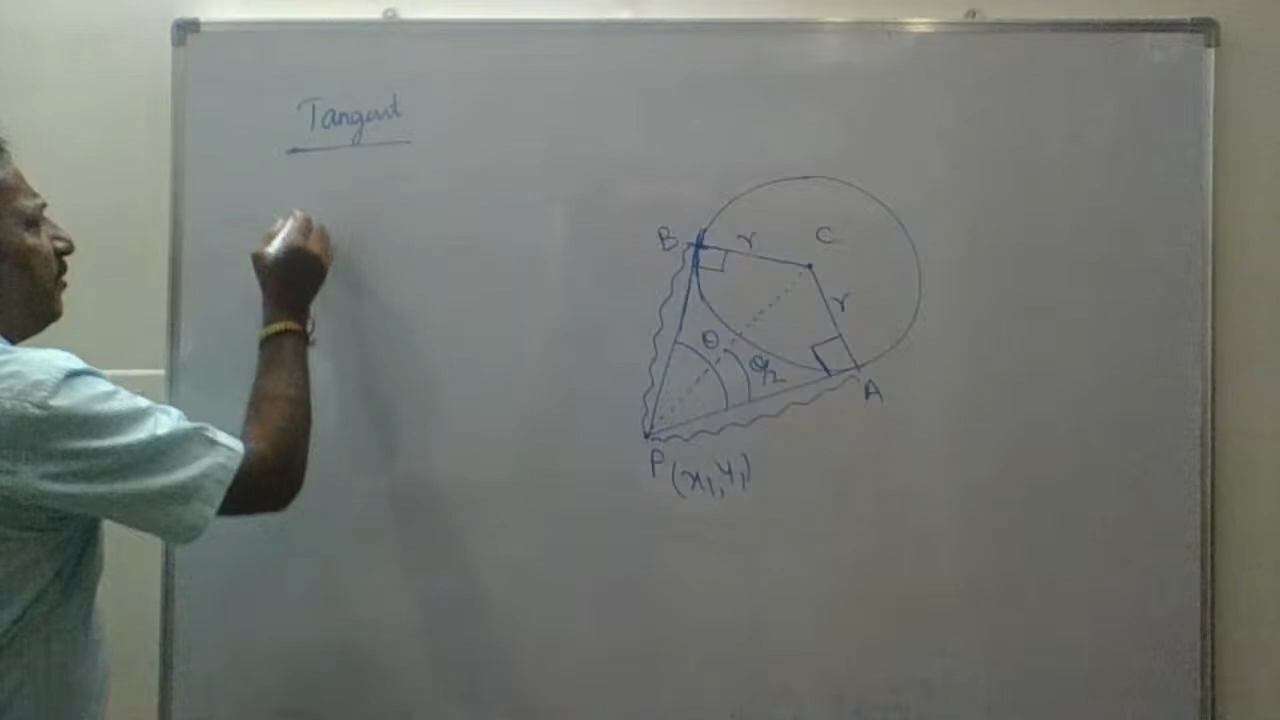 Tangent
B
r
C
r
θ
θ/2
A
P(x₁, y₁)